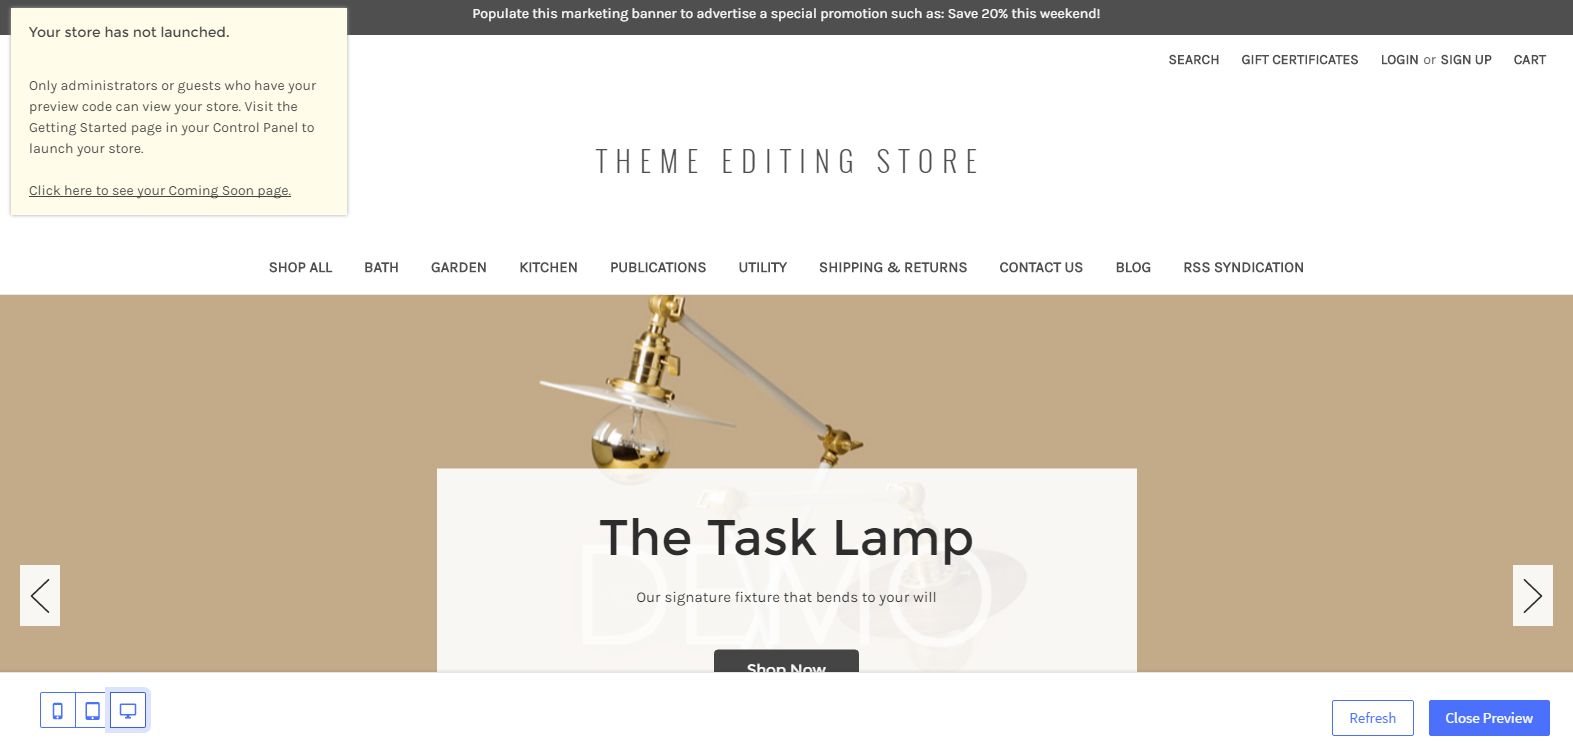 Populate this marketing banner to advertise a special promotion such as: Save 20% this weekend!
Your store has not launched.
Only administrators or guests who have your
preview code can view your store. Visit the
Getting Started page in your Control Panel to
launch your store.
Click here to see your Coming Soon page.
SEARCH GIFT CERTIFICATES LOGIN or SIGN UP CART
THEME EDITING STORE
SHOP ALL BATH GARDEN KITCHEN PUBLICATIONS UTILITY SHIPPING & RETURNS CONTACT US BLOG RSS SYNDICATION
The Task Lamp
DEMO
Our signature fixture that bends to your will
Shop Now
Refresh Close Preview